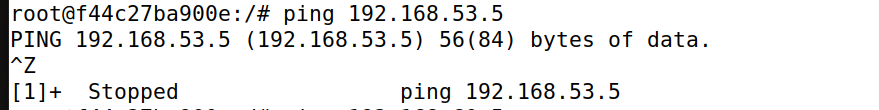 root@f44c27ba900e:/# ping 192.168.53.5
PING 192.168.53.5 (192.168.53.5) 56(84) bytes of data.
^Z
[1]+  Stopped                 ping 192.168.53.5